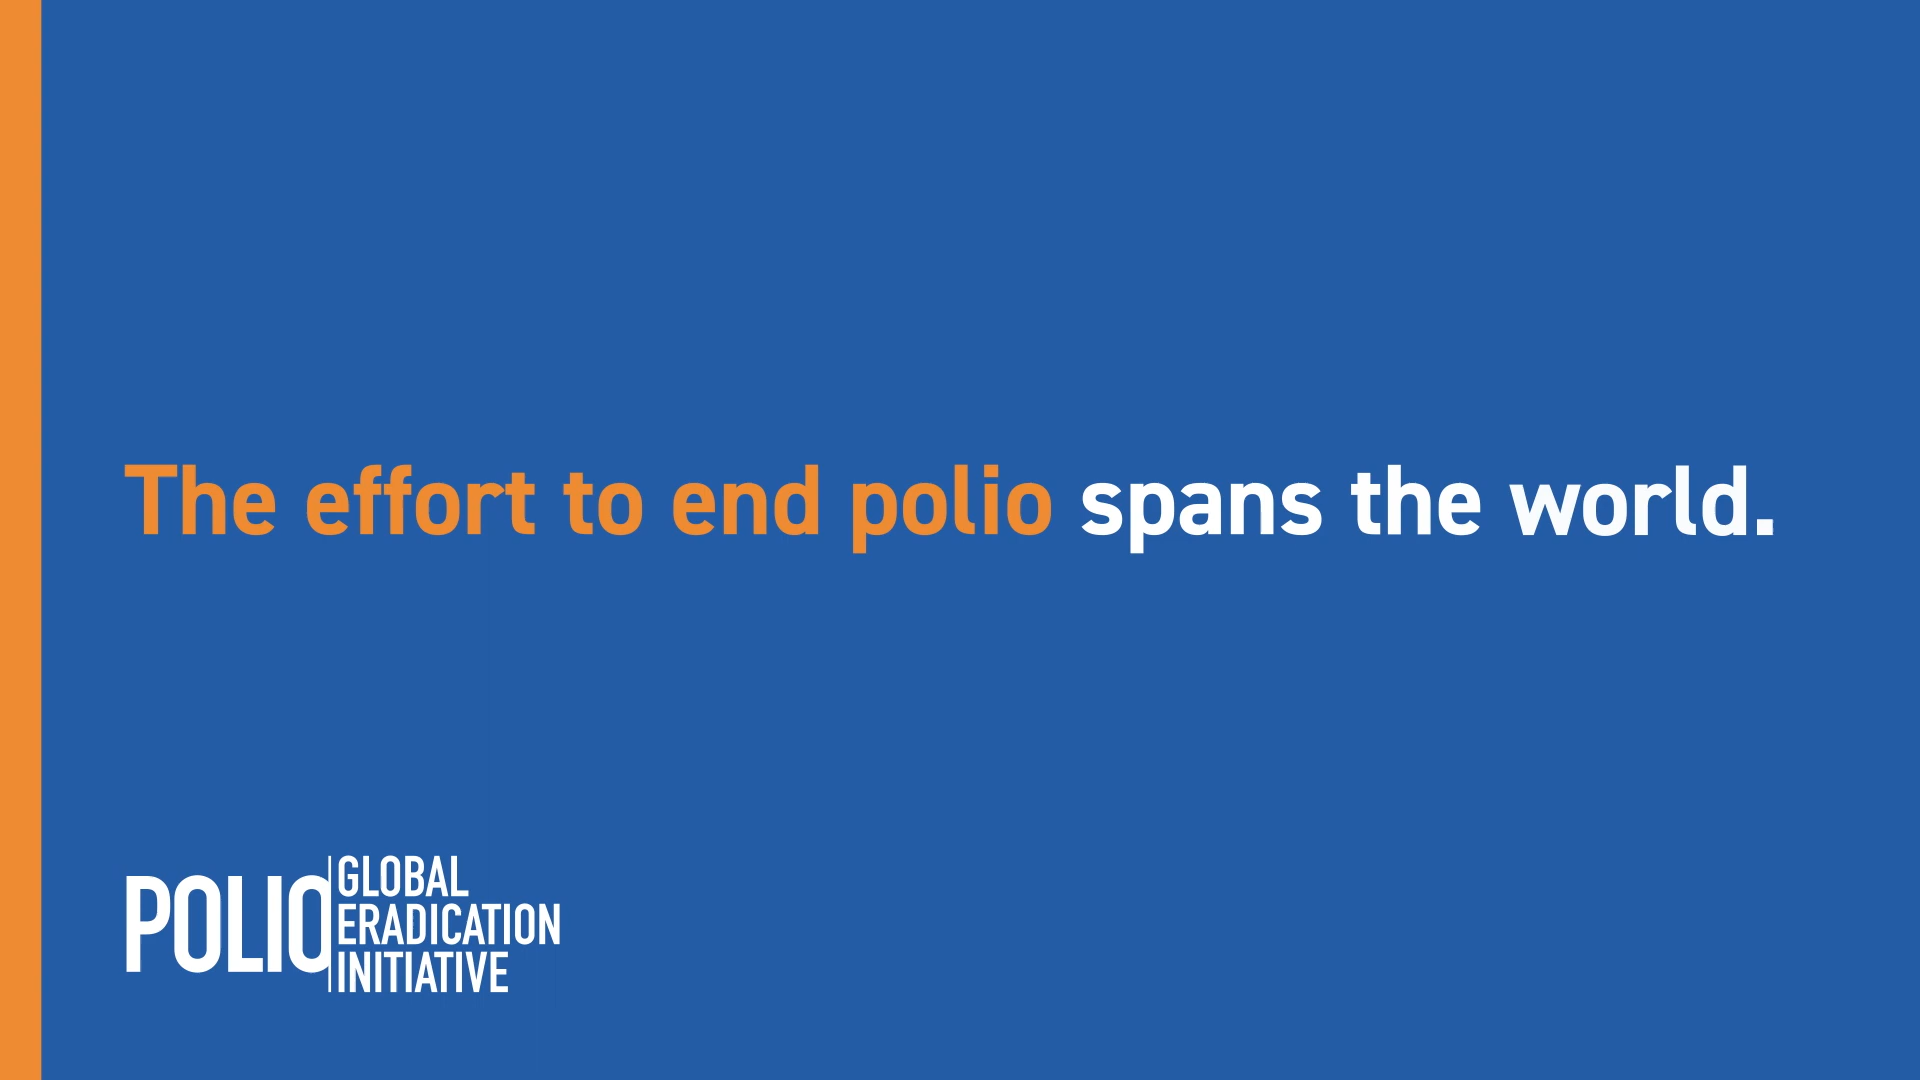 The effort to end polio spans the world.
POLIO
GLOBAL
ERADICATION
INITIATIVE